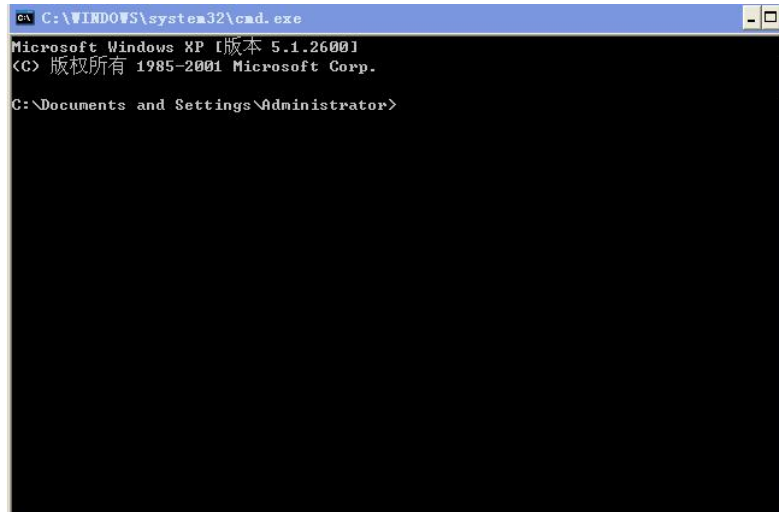 C:\WINDOWS\system32\cmd.exe
Microsoft Windows XP [版本 5.1.2600]
(C) 版权所有 1985-2001 Microsoft Corp.
C:\Documents and Settings\Administrator>